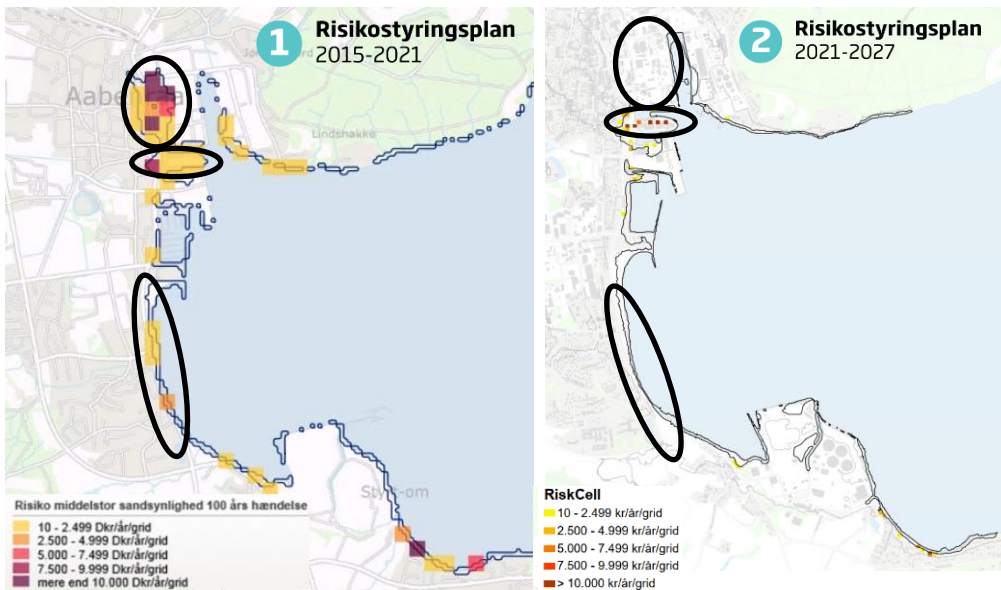 1
Risikostyringsplan
2015-2021
Lindsnakke
Risiko middelstor sandsynlighed 100 års hændelse
10 - 2.499 Dkr/år/grid
2.500 - 4.999 Dkr/år/grid
5.000 - 7.499 Dkr/år/grid
7.500 - 9.999 Dkr/år/grid
mere end 10.000 Dkr/år/grid
2
Risikostyringsplan
2021-2027
RiskCell
10 - 2.499 kr/år/grid
2.500 - 4.999 kr/år/grid
5.000 - 7.499 kr/år/grid
7.500 - 9.999 kr/år/grid
> 10.000 kr/år/grid